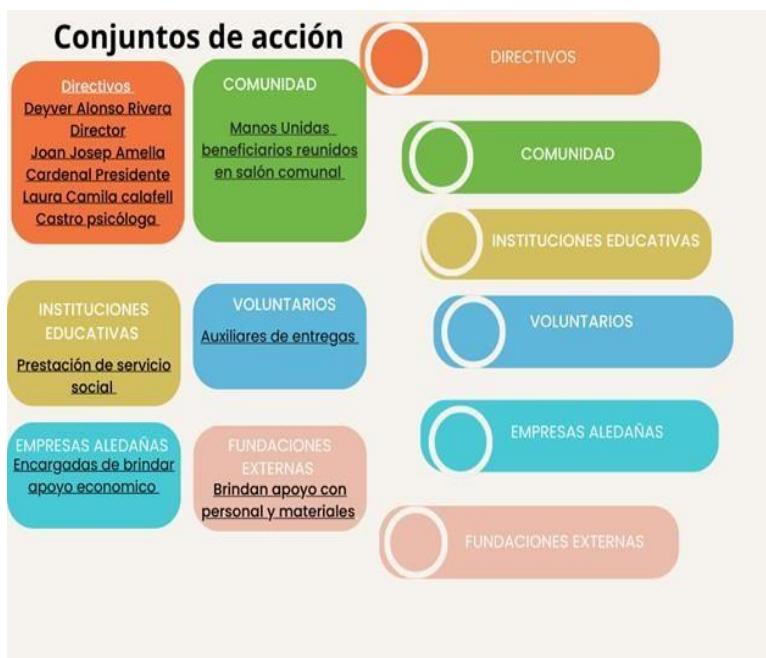 Conjuntos de acción
Directivos
Deyver Alonso Rivera
Director
Joan Josep Amella
Cardenal Presidente
Laura Camila calafell
Castro psicóloga
COMUNIDAD
Manos Unidas
beneficiarios reunidos
en salón comunal
INSTITUCIONES
EDUCATIVAS
Prestación de servicio
social
VOLUNTARIOS
Auxiliares de entregas
EMPRESAS ALEDAÑAS
Encargadas de brindar
apoyo economico
FUNDACIONES
EXTERNAS
Brindan apoyo con
personal y materiales
DIRECTIVOS
COMUNIDAD
INSTITUCIONES EDUCATIVAS
VOLUNTARIOS
EMPRESAS ALEDAÑAS
FUNDACIONES EXTERNAS